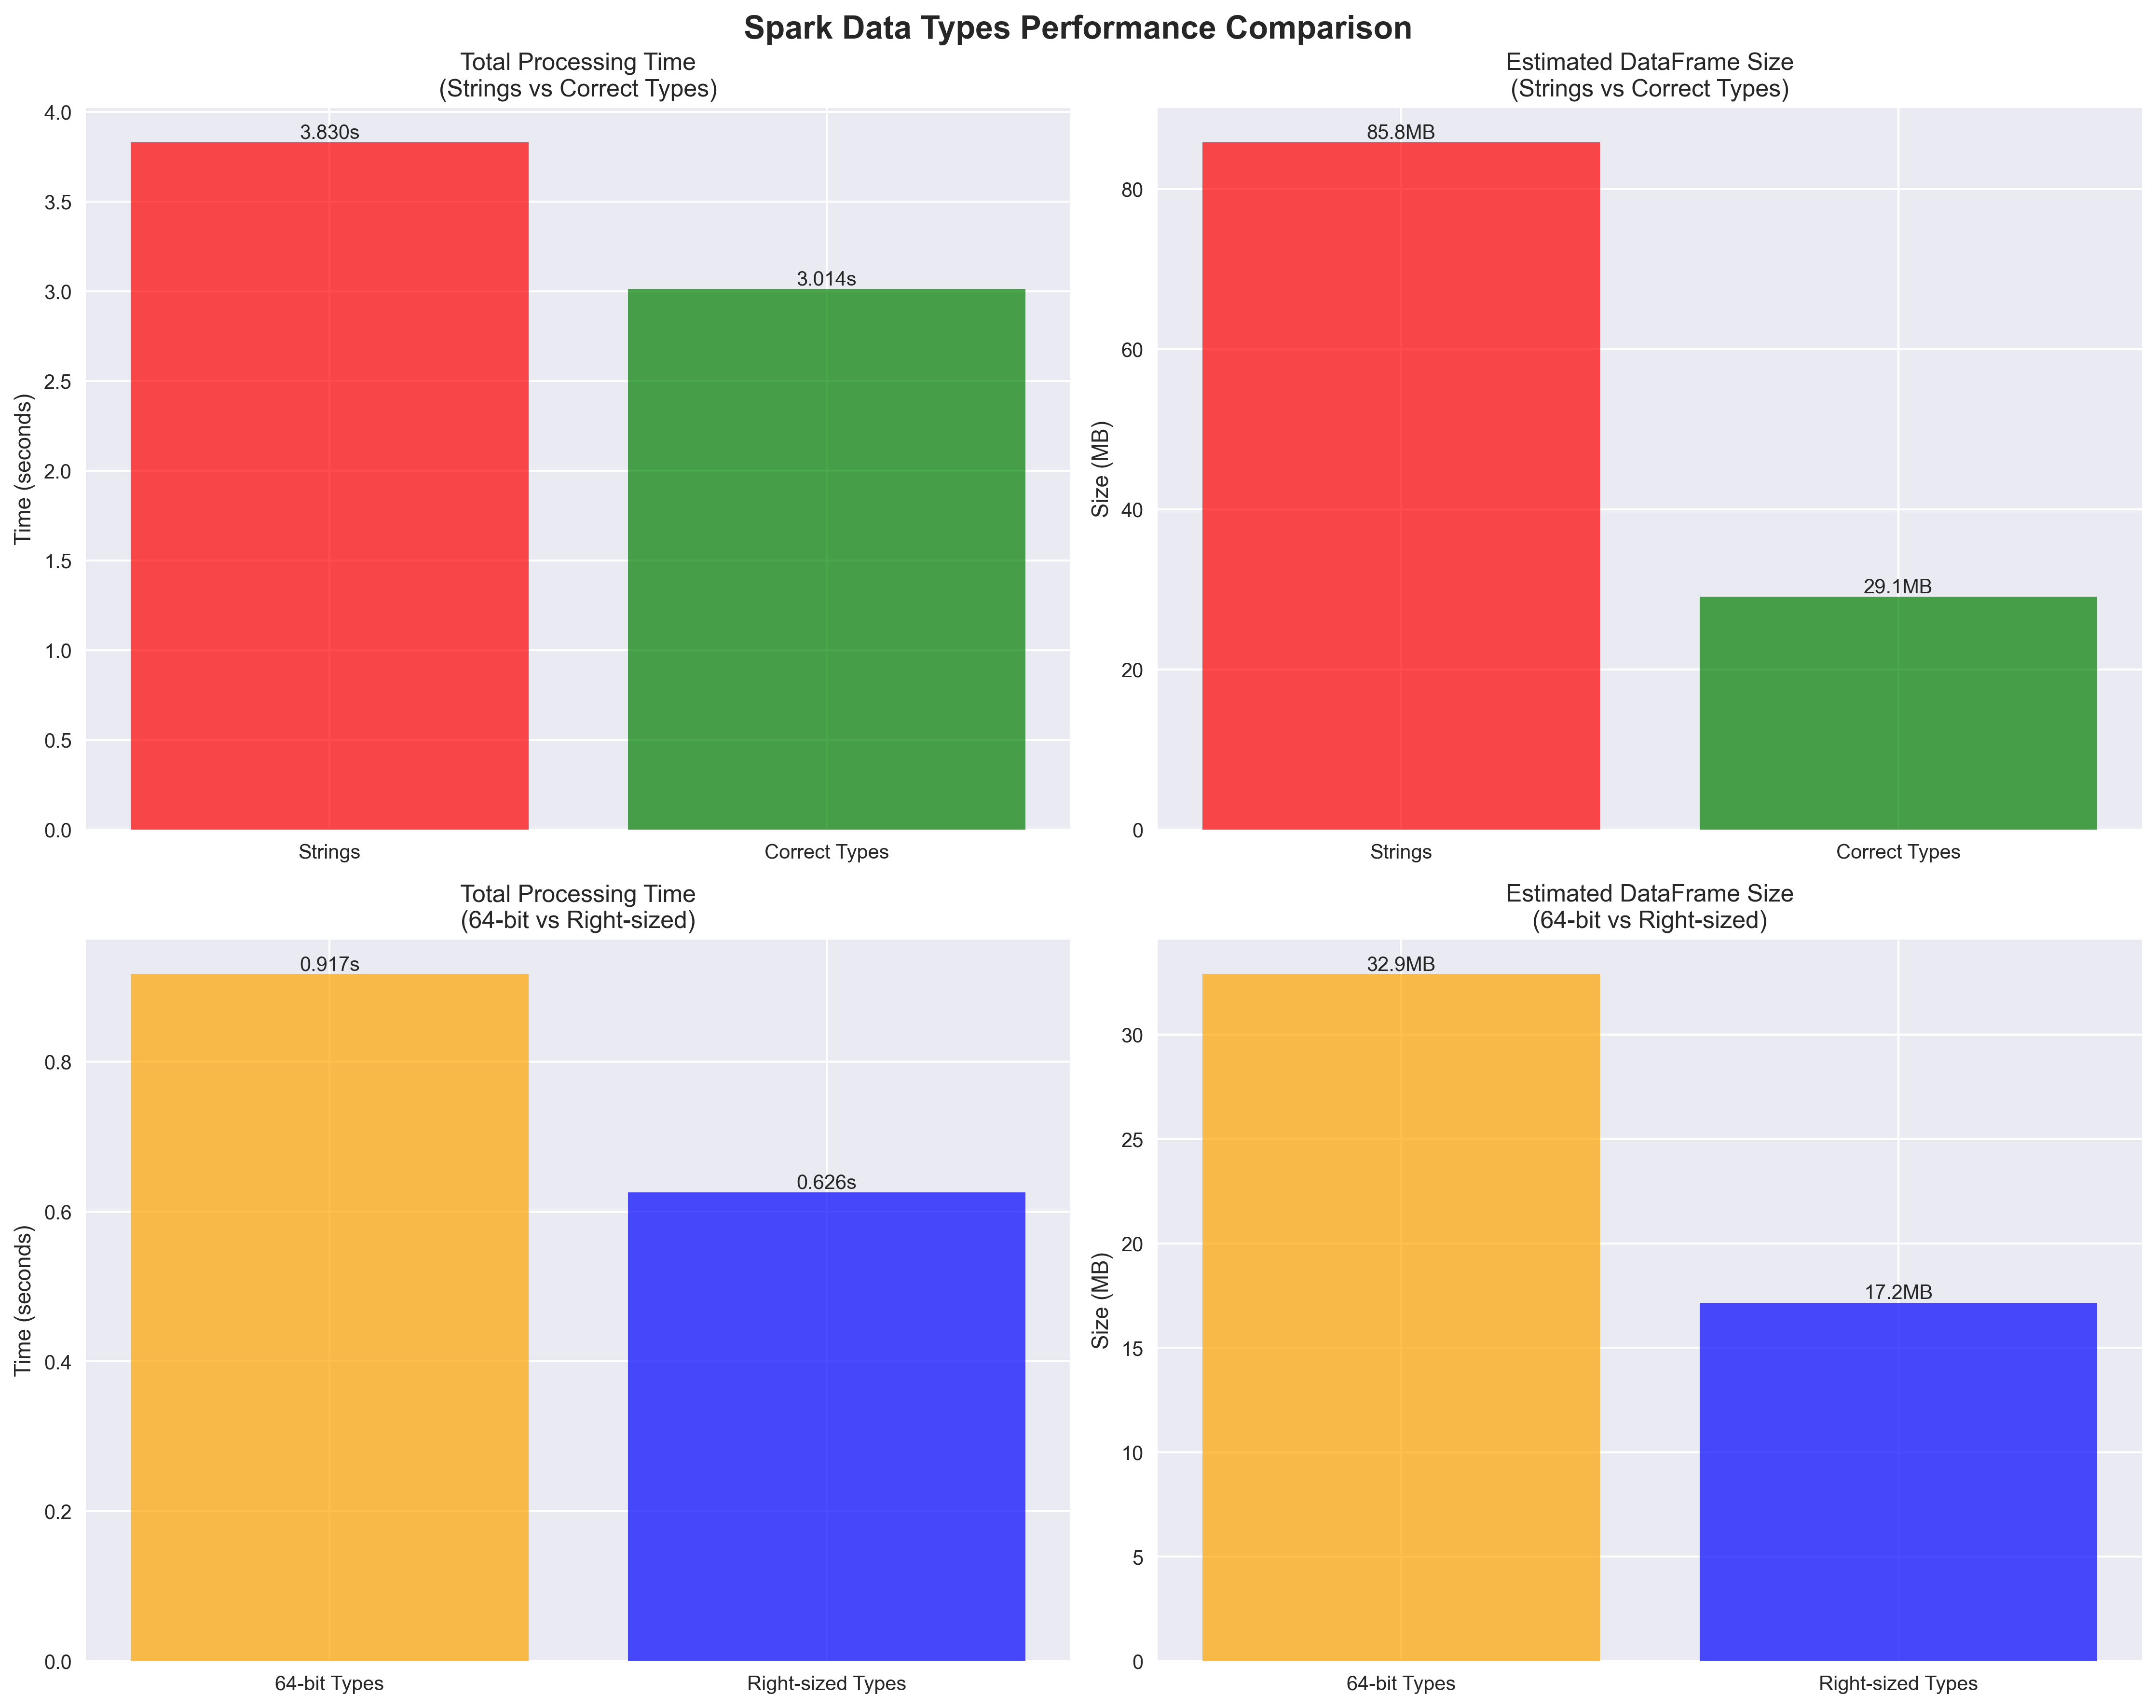 Spark Data Types Performance Comparison
Total Processing Time
(Strings vs Correct Types)
4.0
3.5
3.0
2.5
2.0
1.5
1.0
0.5
0.0
Time (seconds)
3.830s
3.014s
Strings
Correct Types
Estimated DataFrame Size
(Strings vs Correct Types)
80
60
40
20
0
Size (MB)
85.8MB
29.1MB
Strings
Correct Types
Total Processing Time
(64-bit vs Right-sized)
0.8
0.6
0.4
0.2
0.0
Time (seconds)
0.917s
0.626s
64-bit Types
Right-sized Types
Estimated DataFrame Size
(64-bit vs Right-sized)
30
25
20
15
10
5
0
Size (MB)
32.9MB
17.2MB
64-bit Types
Right-sized Types